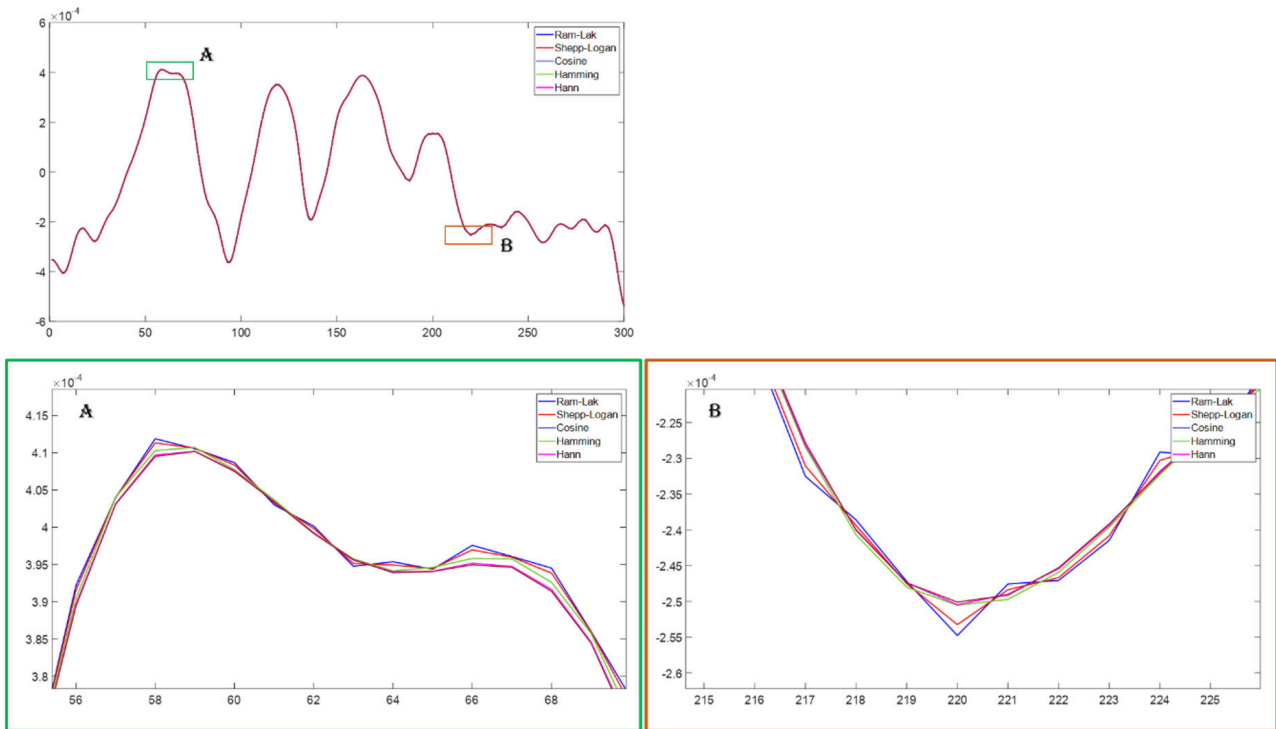 ×10⁻⁴
6
4
2
0
-2
-4
-6
0 50 100 150 200 250 300
A
B
Ram-Lak
Shepp-Logan
Cosine
Hamming
Hann
×10⁻⁴
A
4.15
4.1
4.05
4
3.95
3.9
3.85
3.8
56 58 60 62 64 66 68
Ram-Lak
Shepp-Logan
Cosine
Hamming
Hann
×10⁻⁴
B
-2.25
-2.3
-2.35
-2.4
-2.45
-2.5
-2.55
-2.6
215 216 217 218 219 220 221 222 223 224 225
Ram-Lak
Shepp-Logan
Cosine
Hamming
Hann